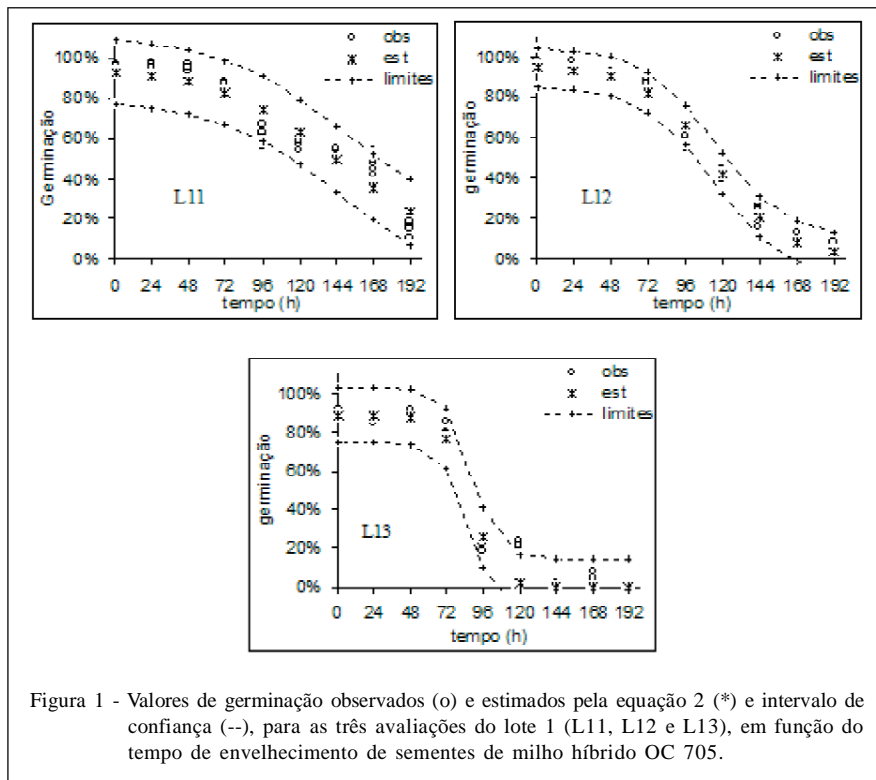 obs
est
limites
100%
80%
60%
40%
20%
0%
Germinação
L11
0 24 48 72 96 120 144 168 192
tempo (h)
obs
est
limites
100%
80%
60%
40%
20%
0%
germinação
L12
0 24 48 72 96 120 144 168 192
tempo (h)
obs
est
limites
100%
80%
60%
40%
20%
0%
germinação
L13
0 24 48 72 96 120 144 168 192
tempo (h)
Figura 1 - Valores de germinação observados (o) e estimados pela equação 2 (*) e intervalo de
confiança (--), para as três avaliações do lote 1 (L11, L12 e L13), em função do
tempo de envelhecimento de sementes de milho híbrido OC 705.